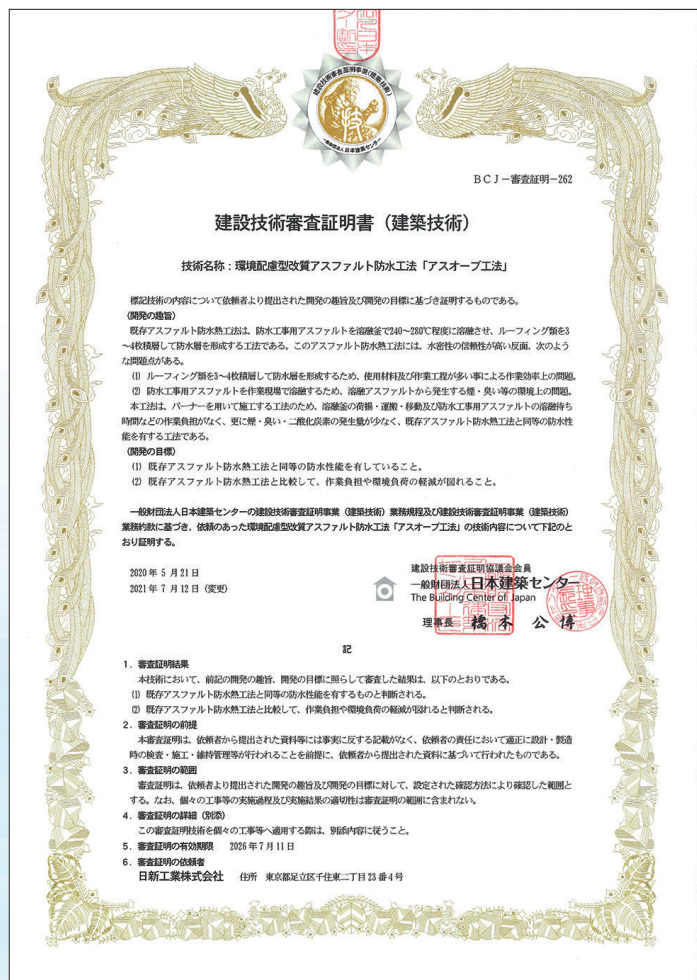 建設技術審査証明事業(建築技術)
一般財団法人 日本建築センター
BCJ－審査証明－262
建設技術審査証明書（建築技術）
技術名称：環境配慮型改質アスファルト防水工法「アスオーブ工法」
標記技術の内容について依頼者より提出された開発の趣旨及び開発の目標に基づき証明するものである。
(開発の趣旨)
既存アスファルト防水熱工法は、防水工事用アスファルトを溶融釜で240～280℃程度に溶融させ、ルーフィング類を3
～4枚積層して防水層を形成する工法である。このアスファルト防水熱工法には、水密性の信頼性が高い反面、次のよう
な問題点がある。
(1) ルーフィング類を3～4枚積層して防水層を形成するため、使用材料及び作業工程が多い事による作業効率上の問題。
(2) 防水工事用アスファルトを作業現場で溶融するため、溶融アスファルトから発生する煙・臭い等の環境上の問題。
本工法は、バーナーを用いて施工する工法のため、溶融釜の荷揚・運搬・移動及び防水工事用アスファルトの溶融待ち
時間などの作業負担がなく、更に煙・臭い・二酸化炭素の発生量が少なく、既存アスファルト防水熱工法と同等の防水性
能を有する工法である。
(開発の目標)
(1) 既存アスファルト防水熱工法と同等の防水性能を有していること。
(2) 既存アスファルト防水熱工法と比較して、作業負担や環境負荷の軽減が図れること。
一般財団法人日本建築センターの建設技術審査証明事業（建築技術）業務規程及び建設技術審査証明事業（建築技術）
業務約款に基づき、依頼のあった環境配慮型改質アスファルト防水工法「アスオーブ工法」の技術内容について下記のと
おり証明する。
2020年 5月21日
2021年 7月12日（変更）
建設技術審査証明協議会会員
一般財団法人日本建築センター
The Building Center of Japan
理事長 橋本 公博
記
1．審査証明結果
本技術において、前記の開発の趣旨、開発の目標に照らして審査した結果は、以下のとおりである。
(1) 既存アスファルト防水熱工法と同等の防水性能を有するものと判断される。
(2) 既存アスファルト防水熱工法と比較して、作業負担や環境負荷の軽減が図れると判断される。
2．審査証明の前提
本審査証明は、依頼者から提出された資料等には事実に反する記載がなく、依頼者の責任において適正に設計・製造
時の検査・施工・維持管理等が行われることを前提に、依頼者から提出された資料に基づいて行われたものである。
3．審査証明の範囲
審査証明は、依頼者より提出された開発の趣旨及び開発の目標に対して、設定された確認方法により確認した範囲と
する。なお、個々の工事等の実施過程及び実施結果の適切性は審査証明の範囲に含まれない。
4．審査証明の詳細（別添）
この審査証明技術を個々の工事等へ適用する際は、別添内容に従うこと。
5．審査証明の有効期限 2026年7月11日
6．審査証明の依頼者
日新工業株式会社 住所 東京都足立区千住東二丁目23番4号